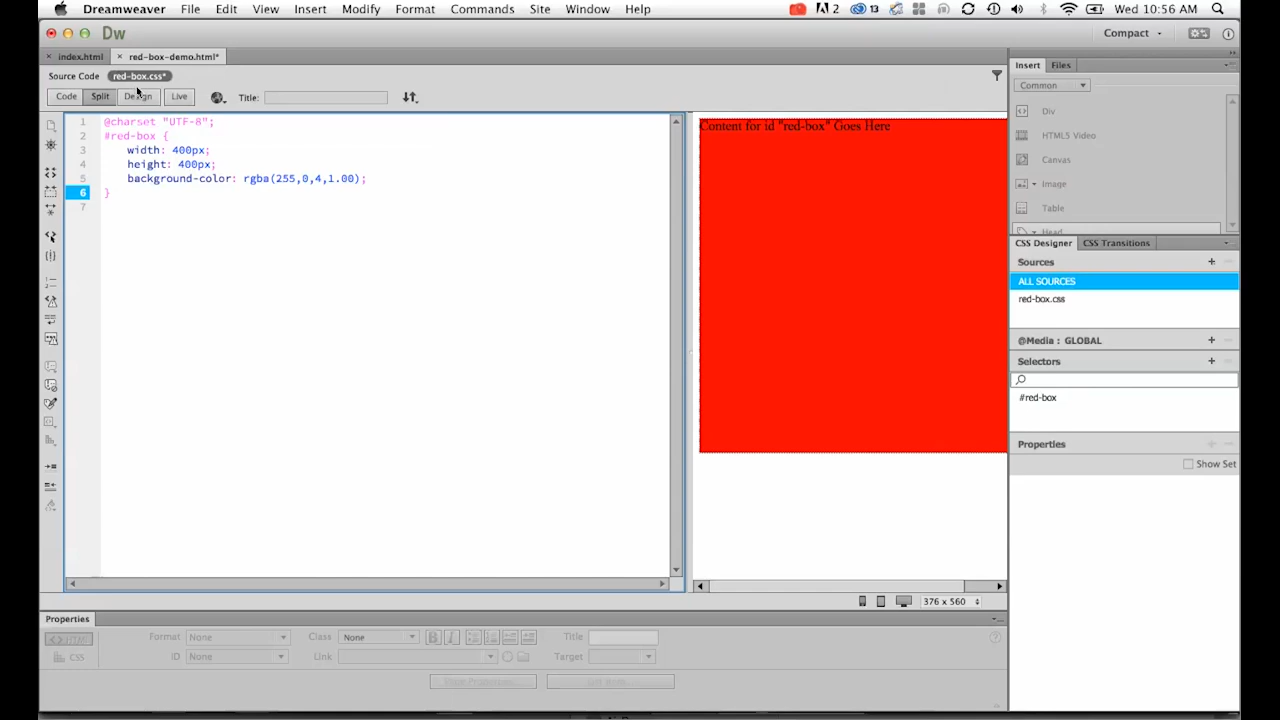 Dreamweaver File Edit View Insert Modify Format Commands Site Window Help 2 13 Wed 10:56 AM
Dw Compact
index.html red-box-demo.html*
Source Code red-box.css*
Code Split Design Live Title:
1 @charset "UTF-8";
2 #red-box {
3 width: 400px;
4 height: 400px;
5 background-color: rgba(255,0,4,1.00);
6 }
7
Content for id "red-box" Goes Here
376 x 560
Insert Files
Common
Div
HTML5 Video
Canvas
Image
Table
Head
CSS Designer CSS Transitions
Sources
ALL SOURCES
red-box.css
@Media : GLOBAL
Selectors
#red-box
Properties
Show Set
Properties
HTML Format None Class None B I Title
CSS ID None Link Target